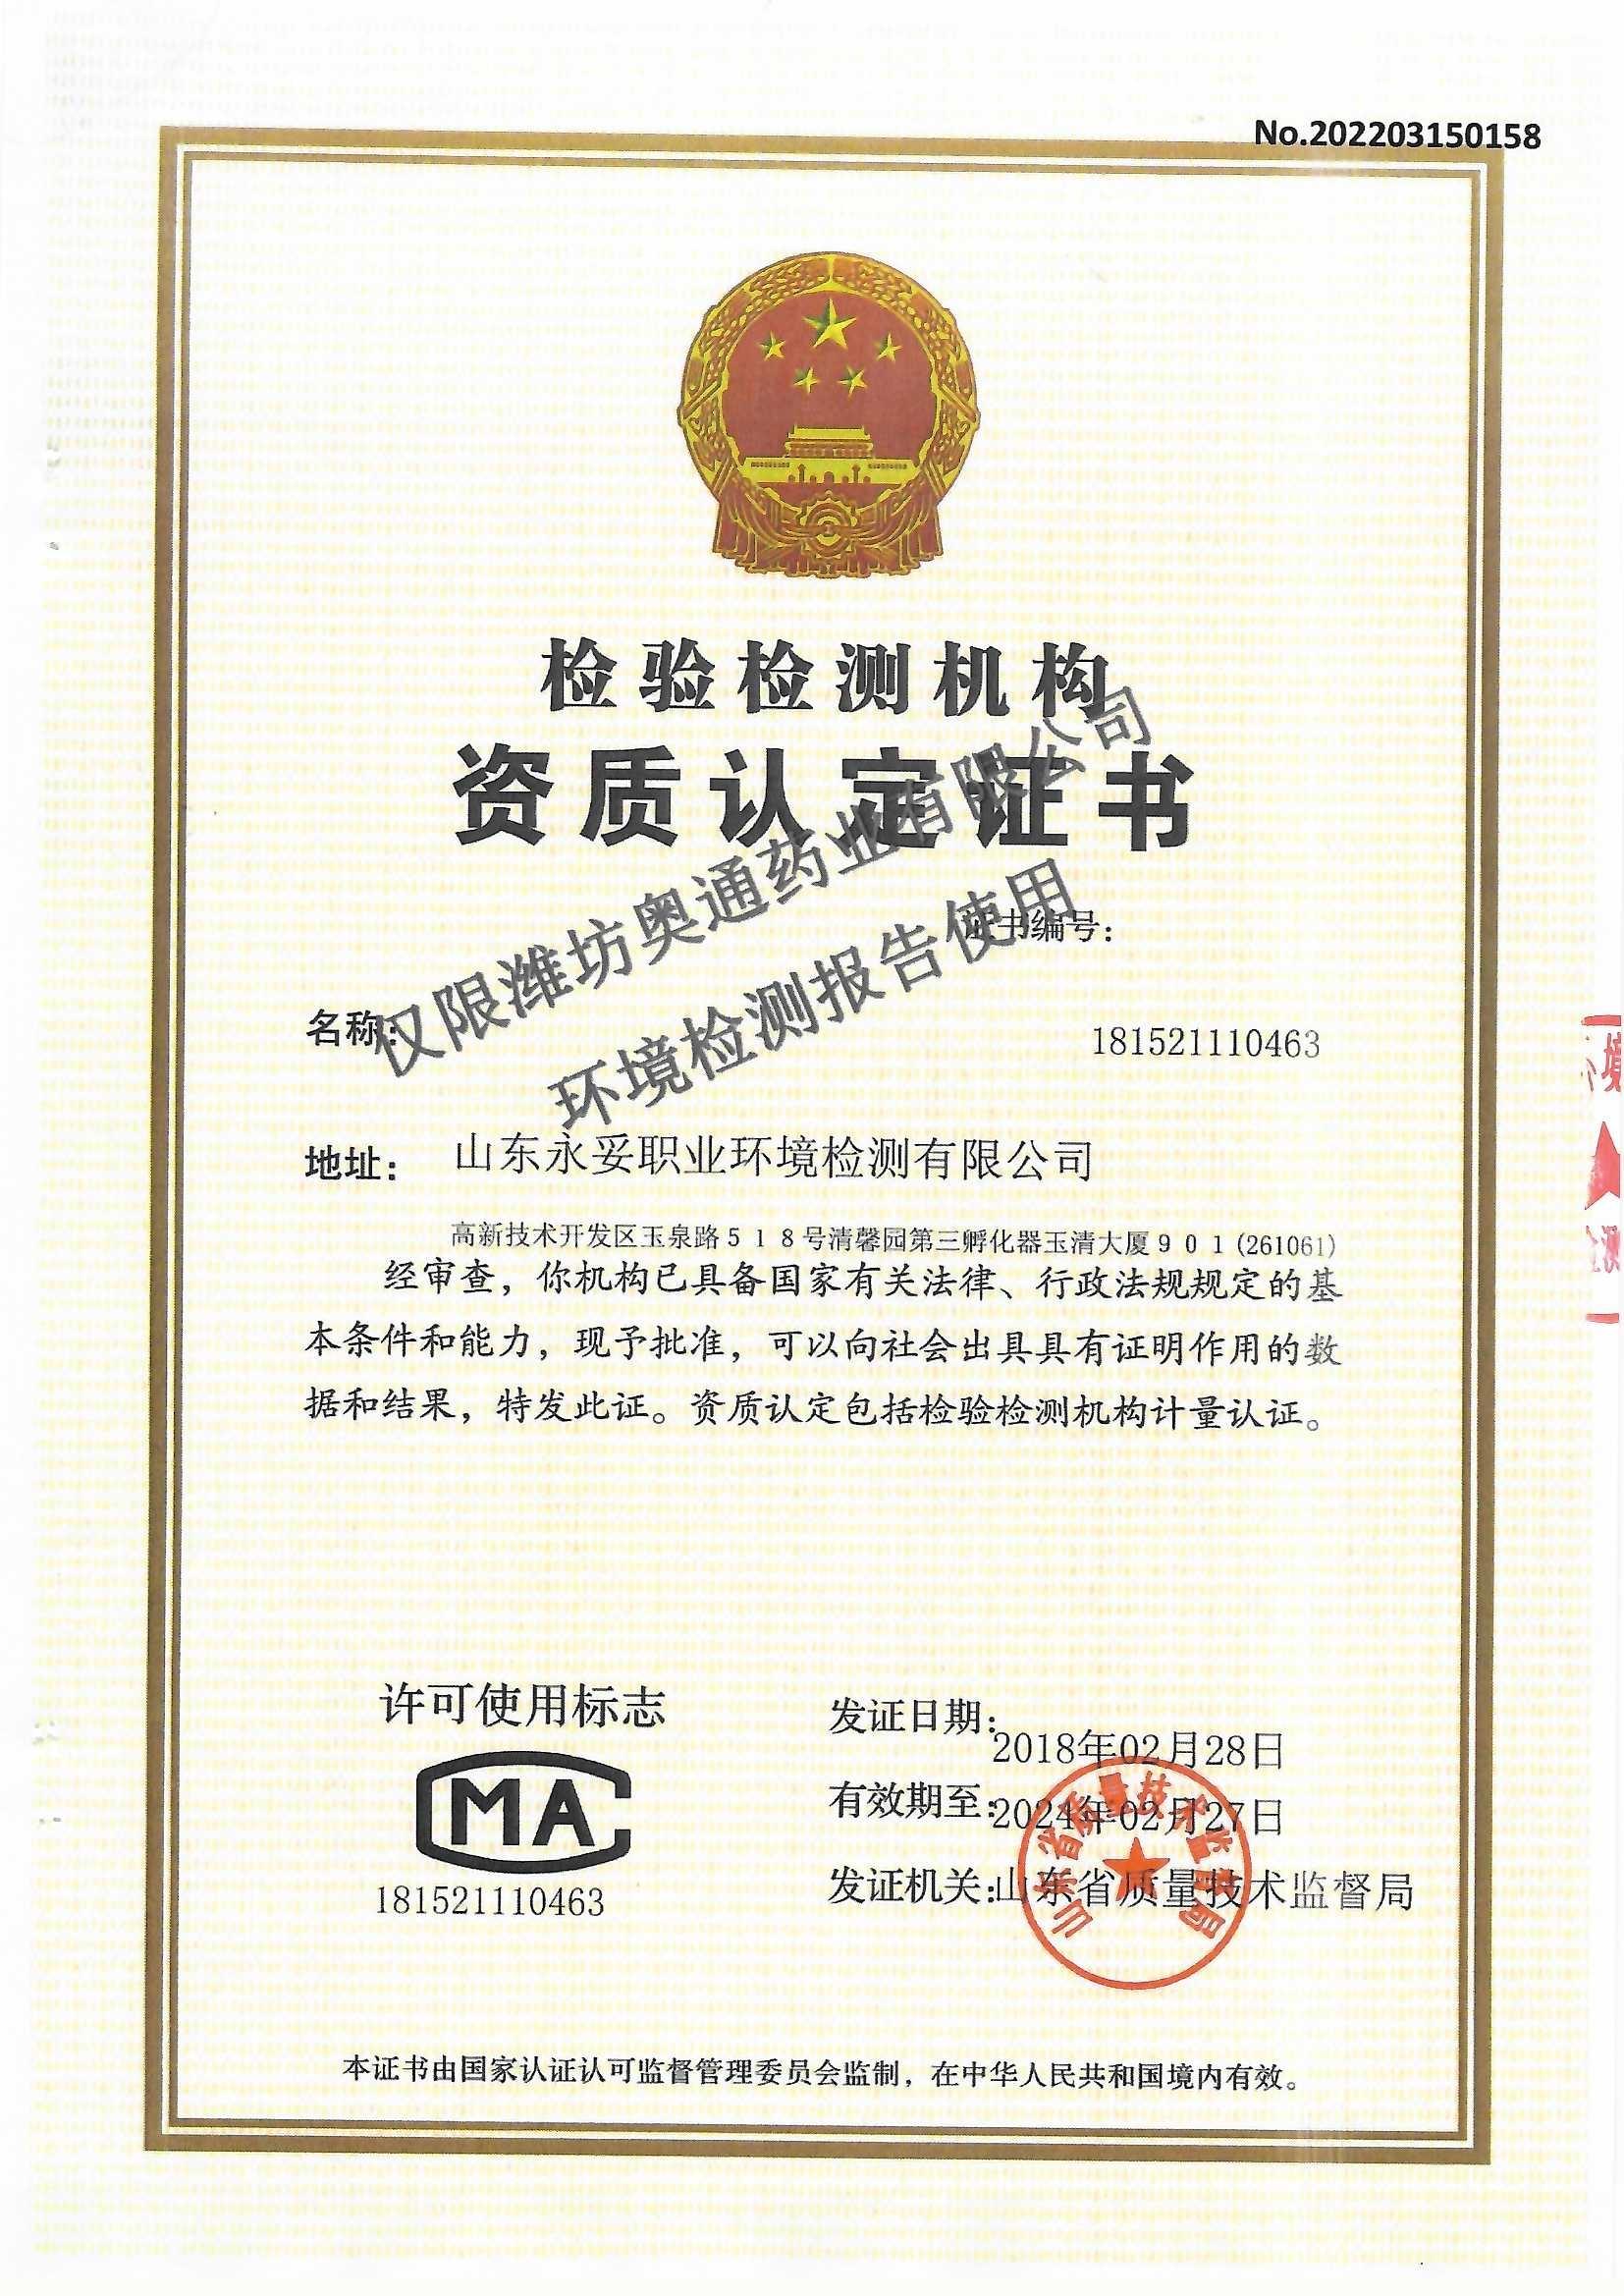 No.202203150158
检验检测机构
资质认定证书
仅限潍坊奥通药业有限公司
环境检测报告使用
证书编号：
名称：
181521110463
地址：
山东永妥职业环境检测有限公司
高新技术开发区玉泉路518号清馨园第三孵化器玉清大厦901(261061)
经审查，你机构已具备国家有关法律、行政法规规定的基
本条件和能力，现予批准，可以向社会出具具有证明作用的数
据和结果，特发此证。资质认定包括检验检测机构计量认证。
许可使用标志
MA
181521110463
发证日期：
2018年02月28日
有效期至：
2024年02月27日
发证机关：
山东省质量技术监督局
山东省质量技术监督局
本证书由国家认证认可监督管理委员会监制，在中华人民共和国境内有效。
境